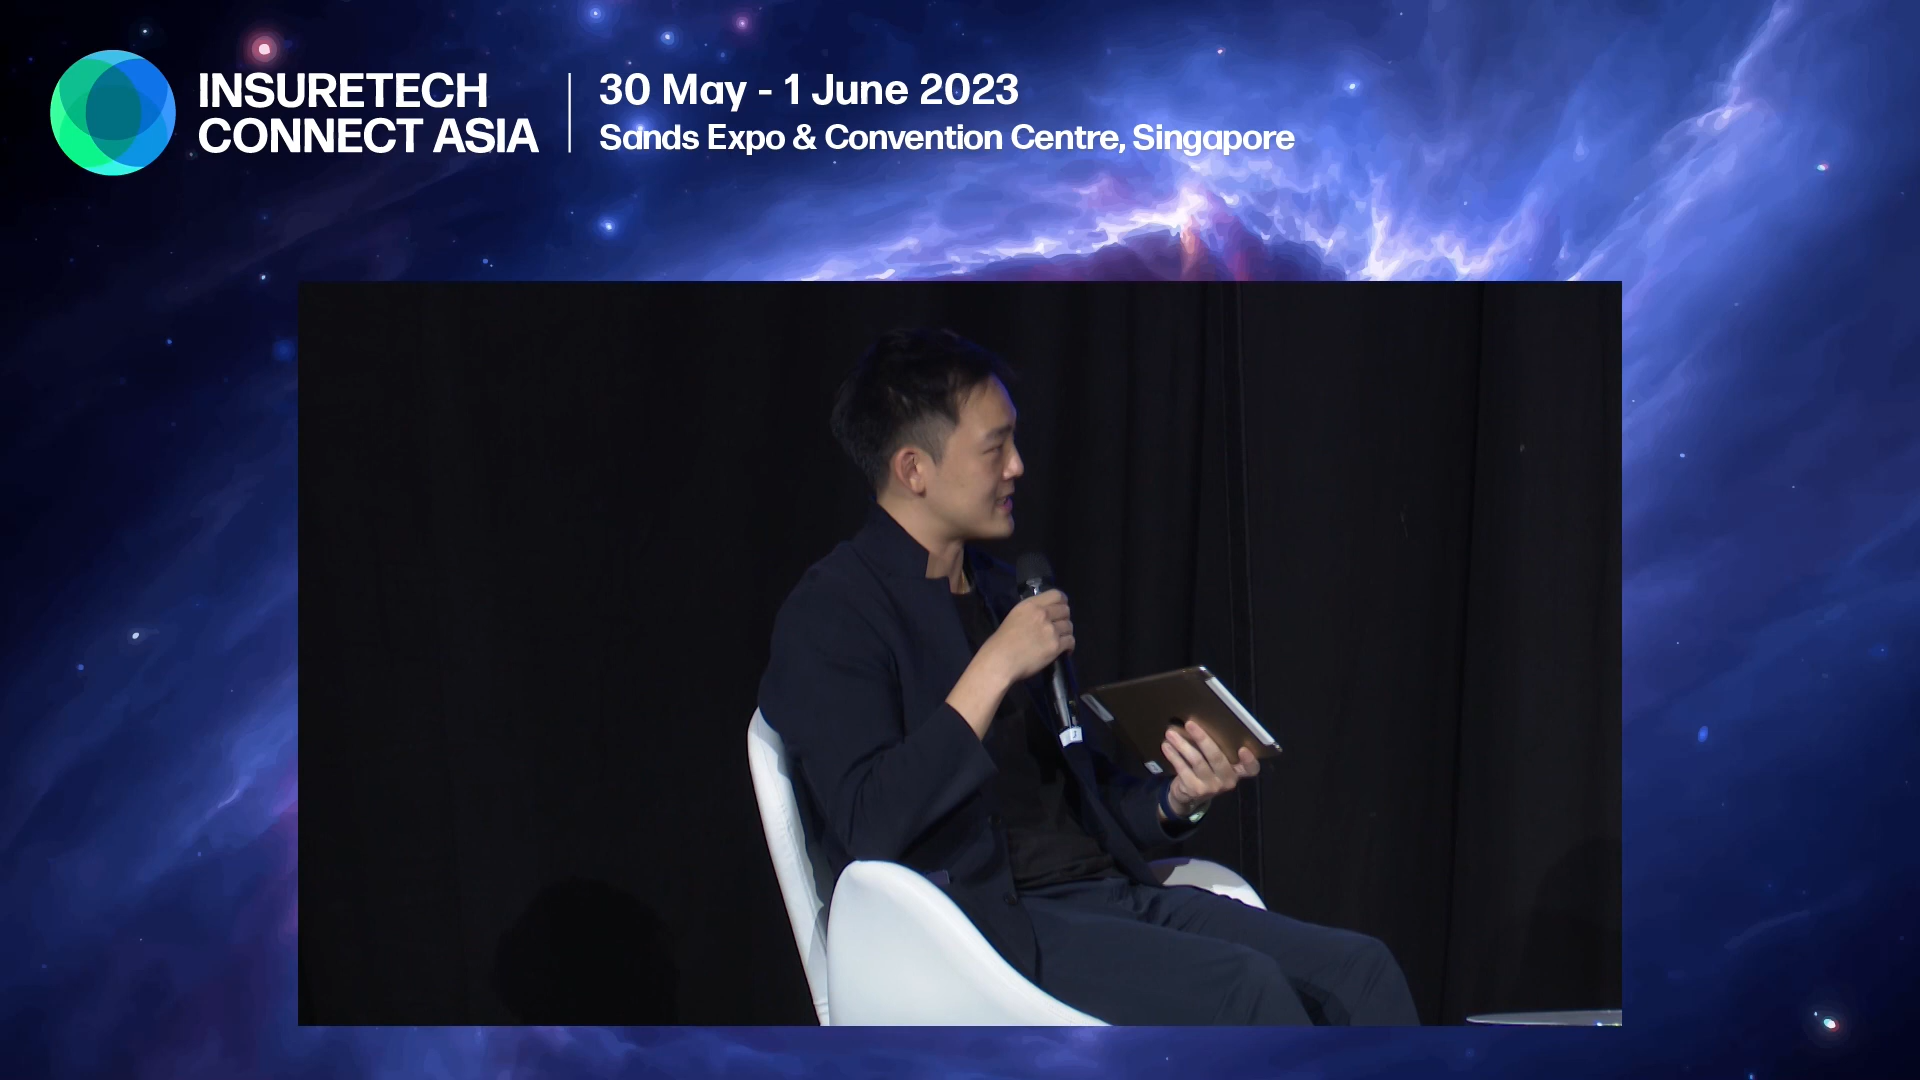 INSURETECH
CONNECT ASIA
30 May - 1 June 2023
Sands Expo & Convention Centre, Singapore